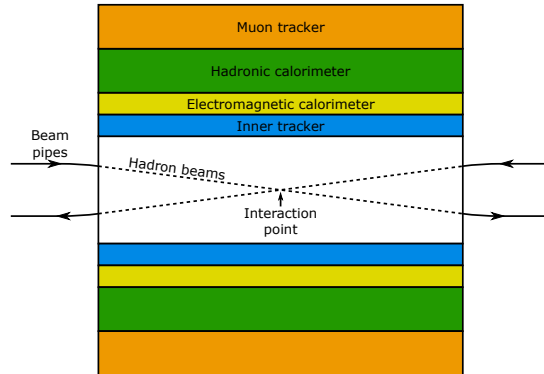 Muon tracker
Hadronic calorimeter
Electromagnetic calorimeter
Inner tracker
Beam
pipes
Hadron beams
Interaction
point